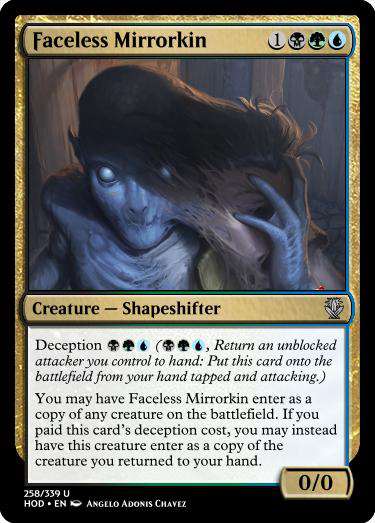 Faceless Mirrorkin 1
Creature — Shapeshifter
Deception (, Return an unblocked
attacker you control to hand: Put this card onto the
battlefield from your hand tapped and attacking.)
You may have Faceless Mirrorkin enter as a
copy of any creature on the battlefield. If you
paid this card's deception cost, you may instead
have this creature enter as a copy of the
creature you returned to your hand.
0/0
258/339 U
HOD • EN Angelo Adonis Chavez